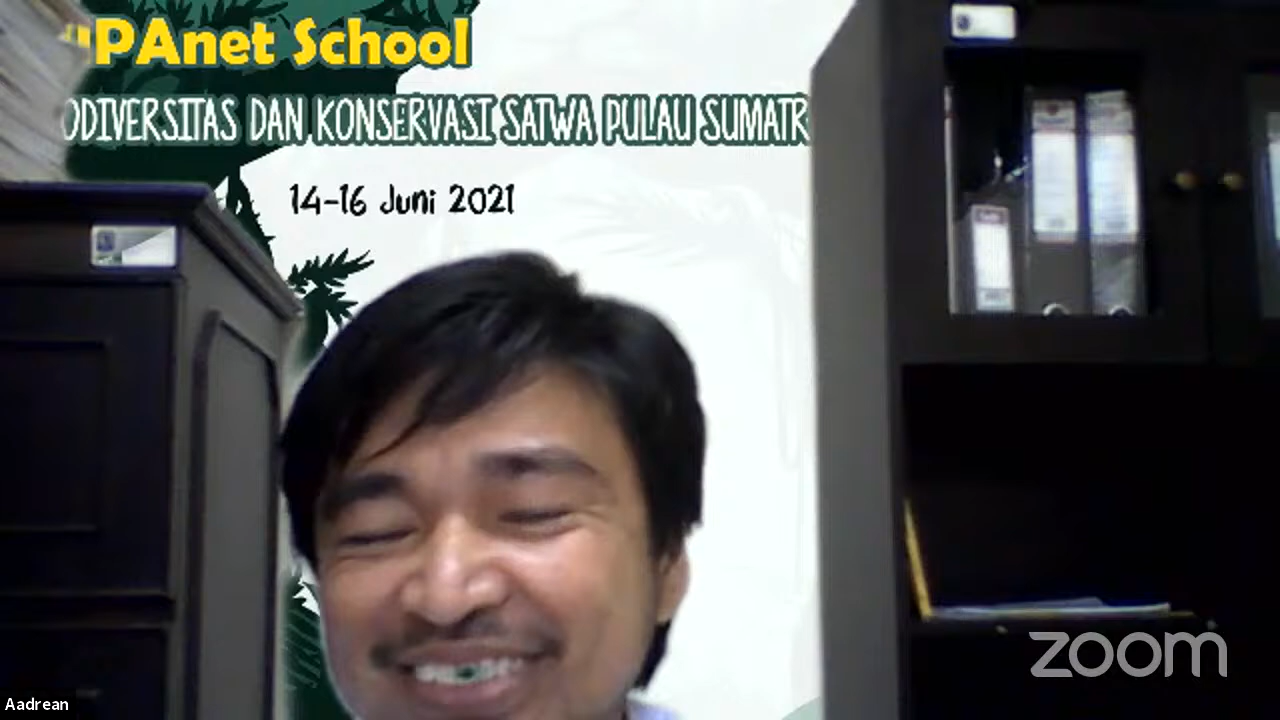 PAnet School
ODIVERSITAS DAN KONSERVASI SATWA PULAU SUMATR
14-16 Juni 2021
zoom
Aadrean